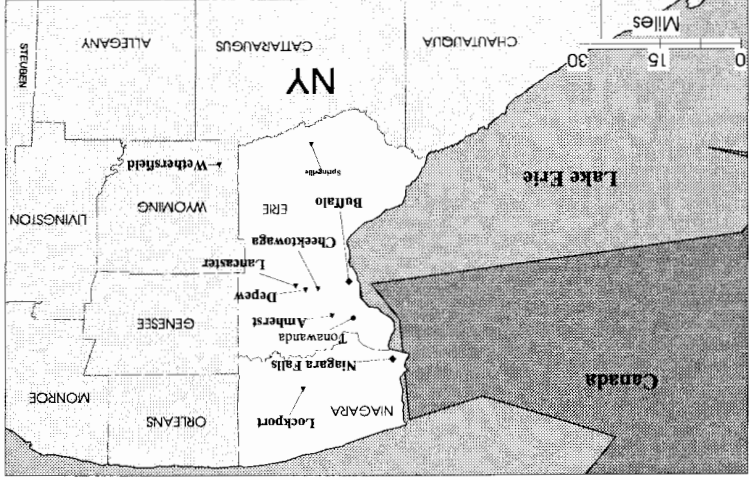 Lockport
ORLEANS
NIAGARA
MONROE
Canada
Niagara Falls
Tonawanda
Amherst
GENESEE
Depew
Lancaster
Cheektowaga
LIVINGSTON
ERIE
WYOMING
Buffalo
Lake Erie
Springville
Wethersfield
NY
0 15 30
Miles
CHAUTAUQUA
CATTARAUGUS
ALLEGANY
STEUBEN